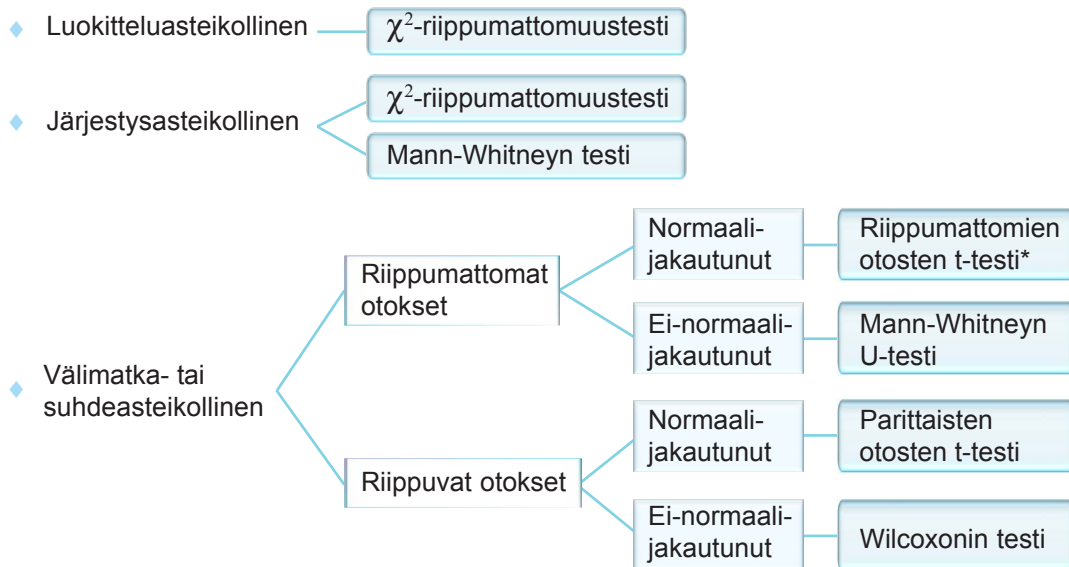 Luokitteluasteikollinen
χ²-riippumattomuustesti
Järjestysasteikollinen
χ²-riippumattomuustesti
Mann-Whitneyn testi
Välimatka- tai
suhdeasteikollinen
Riippumattomat
otokset
Normaali-
jakautunut
Riippumattomien
otosten t-testi*
Ei-normaali-
jakautunut
Mann-Whitneyn
U-testi
Riippuvat otokset
Normaali-
jakautunut
Parittaisten
otosten t-testi
Ei-normaali-
jakautunut
Wilcoxonin testi